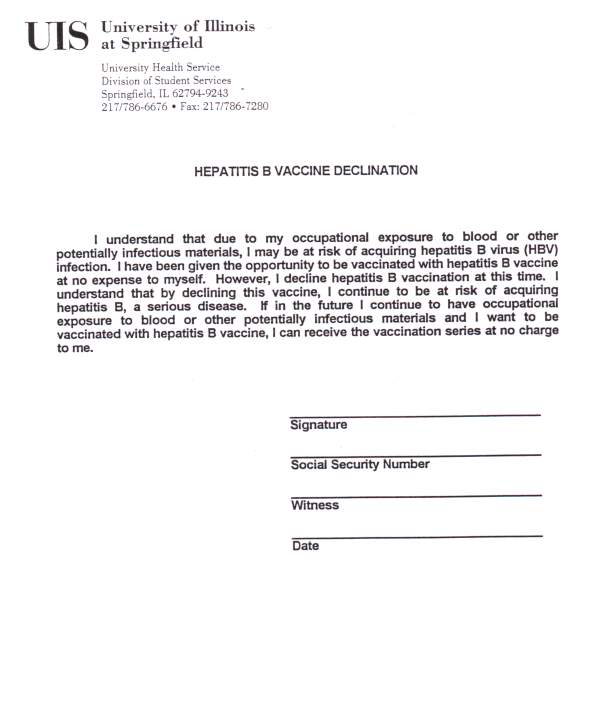 UIS University of Illinois
at Springfield
University Health Service
Division of Student Services
Springfield, IL 62794-9243
217/786-6676 • Fax: 217/786-7280
HEPATITIS B VACCINE DECLINATION
I understand that due to my occupational exposure to blood or other
potentially infectious materials, I may be at risk of acquiring hepatitis B virus (HBV)
infection. I have been given the opportunity to be vaccinated with hepatitis B vaccine
at no expense to myself. However, I decline hepatitis B vaccination at this time. I
understand that by declining this vaccine, I continue to be at risk of acquiring
hepatitis B, a serious disease. If in the future I continue to have occupational
exposure to blood or other potentially infectious materials and I want to be
vaccinated with hepatitis B vaccine, I can receive the vaccination series at no charge
to me.
Signature
Social Security Number
Witness
Date